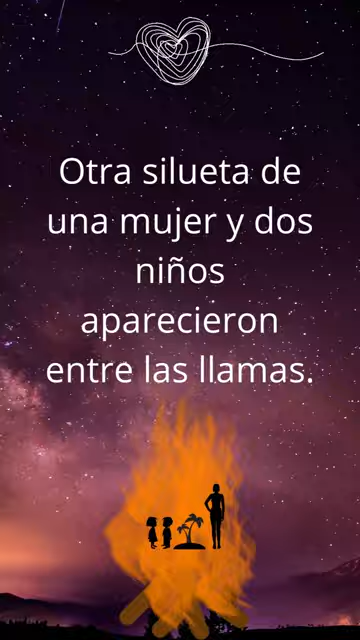 Otra silueta de
una mujer y dos
niños
aparecieron
entre las llamas.